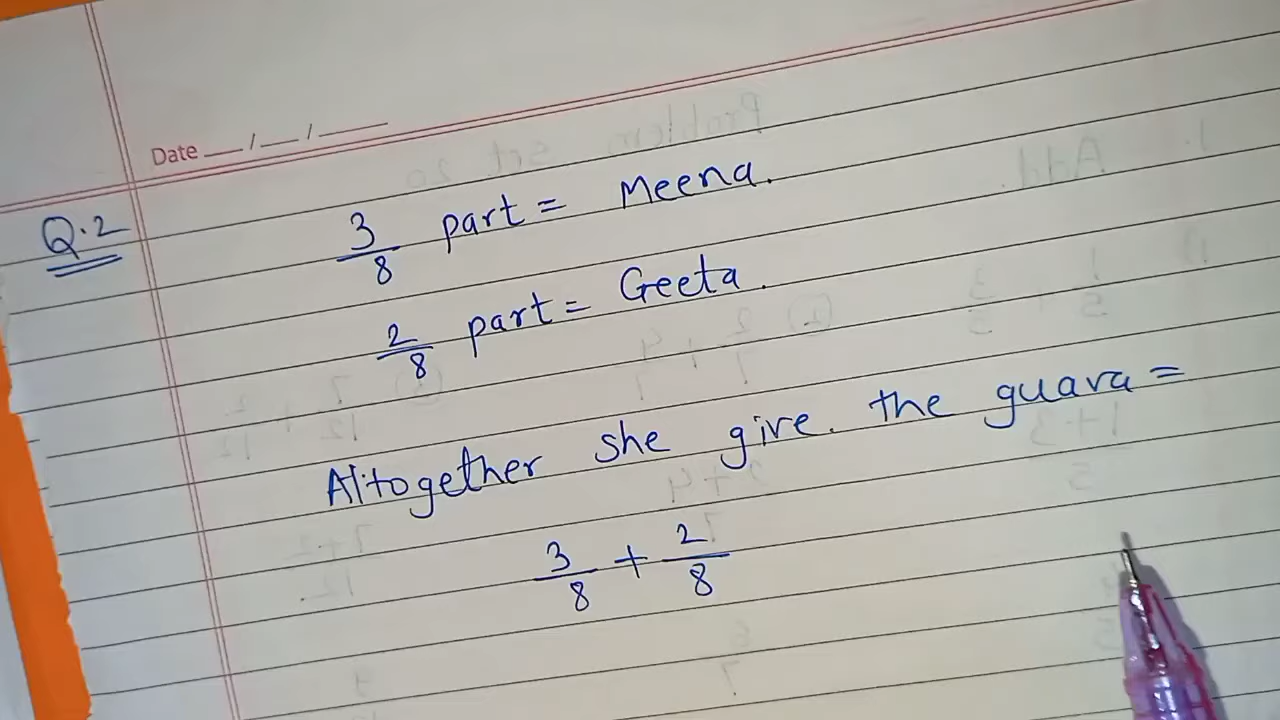 Date __/__/____
Q.2
3/8 part = Meena.
2/8 part = Geeta.
Altogether she give. the guava =
3/8 + 2/8